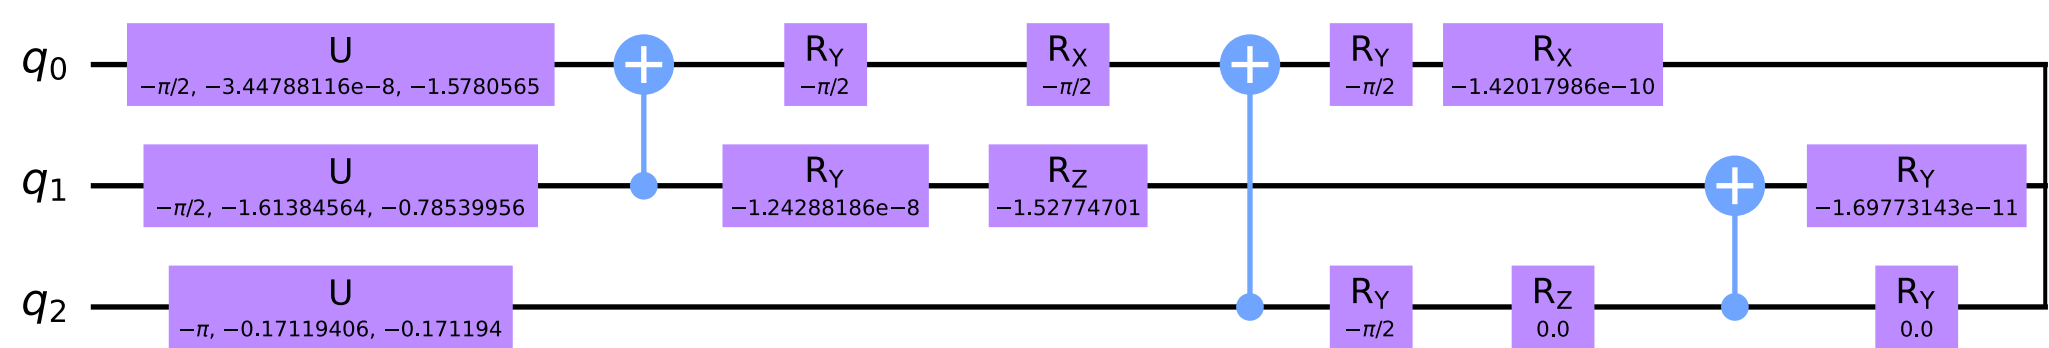 q0 U RY RX RY RX
−π/2, −3.44788116e−8, −1.5780565 −π/2 −π/2 −π/2 −1.42017986e−10
q1 U RY RZ RY
−π/2, −1.61384564, −0.78539956 −1.24288186e−8 −1.52774701 −1.69773143e−11
q2 U RY RZ RY
−π, −0.17119406, −0.171194 −π/2 0.0 0.0